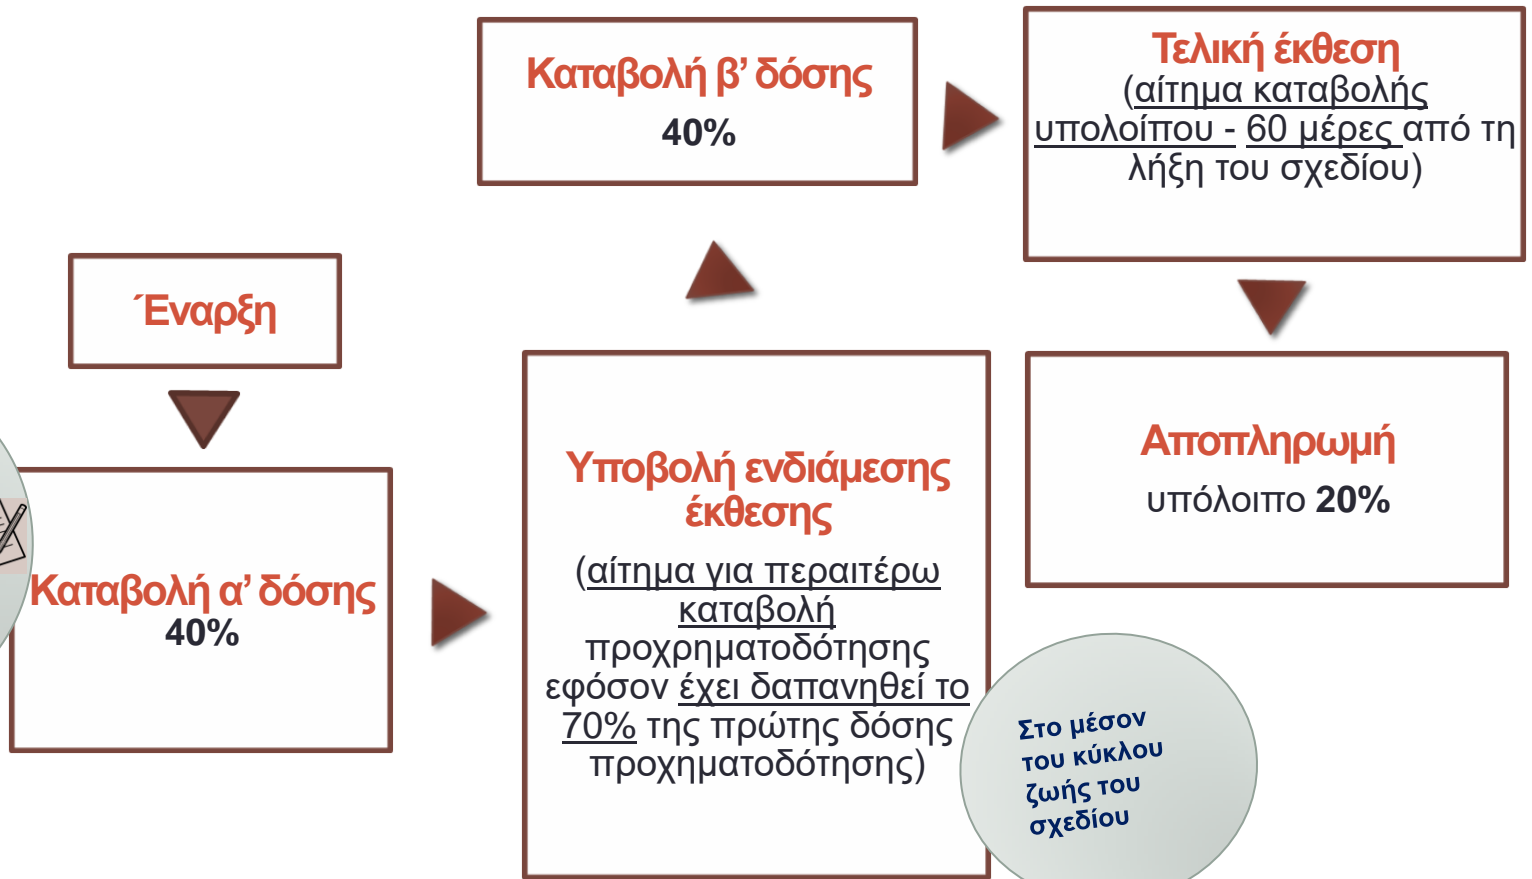 Έναρξη
Καταβολή α’ δόσης
40%
Υποβολή ενδιάμεσης
έκθεσης
(αίτημα για περαιτέρω
καταβολή
προχρηματοδότησης
εφόσον έχει δαπανηθεί το
70% της πρώτης δόσης
προχηματοδότησης)
Στο μέσον
του κύκλου
ζωής του
σχεδίου
Καταβολή β’ δόσης
40%
Τελική έκθεση
(αίτημα καταβολής
υπολοίπου - 60 μέρες από τη
λήξη του σχεδίου)
Αποπληρωμή
υπόλοιπο 20%